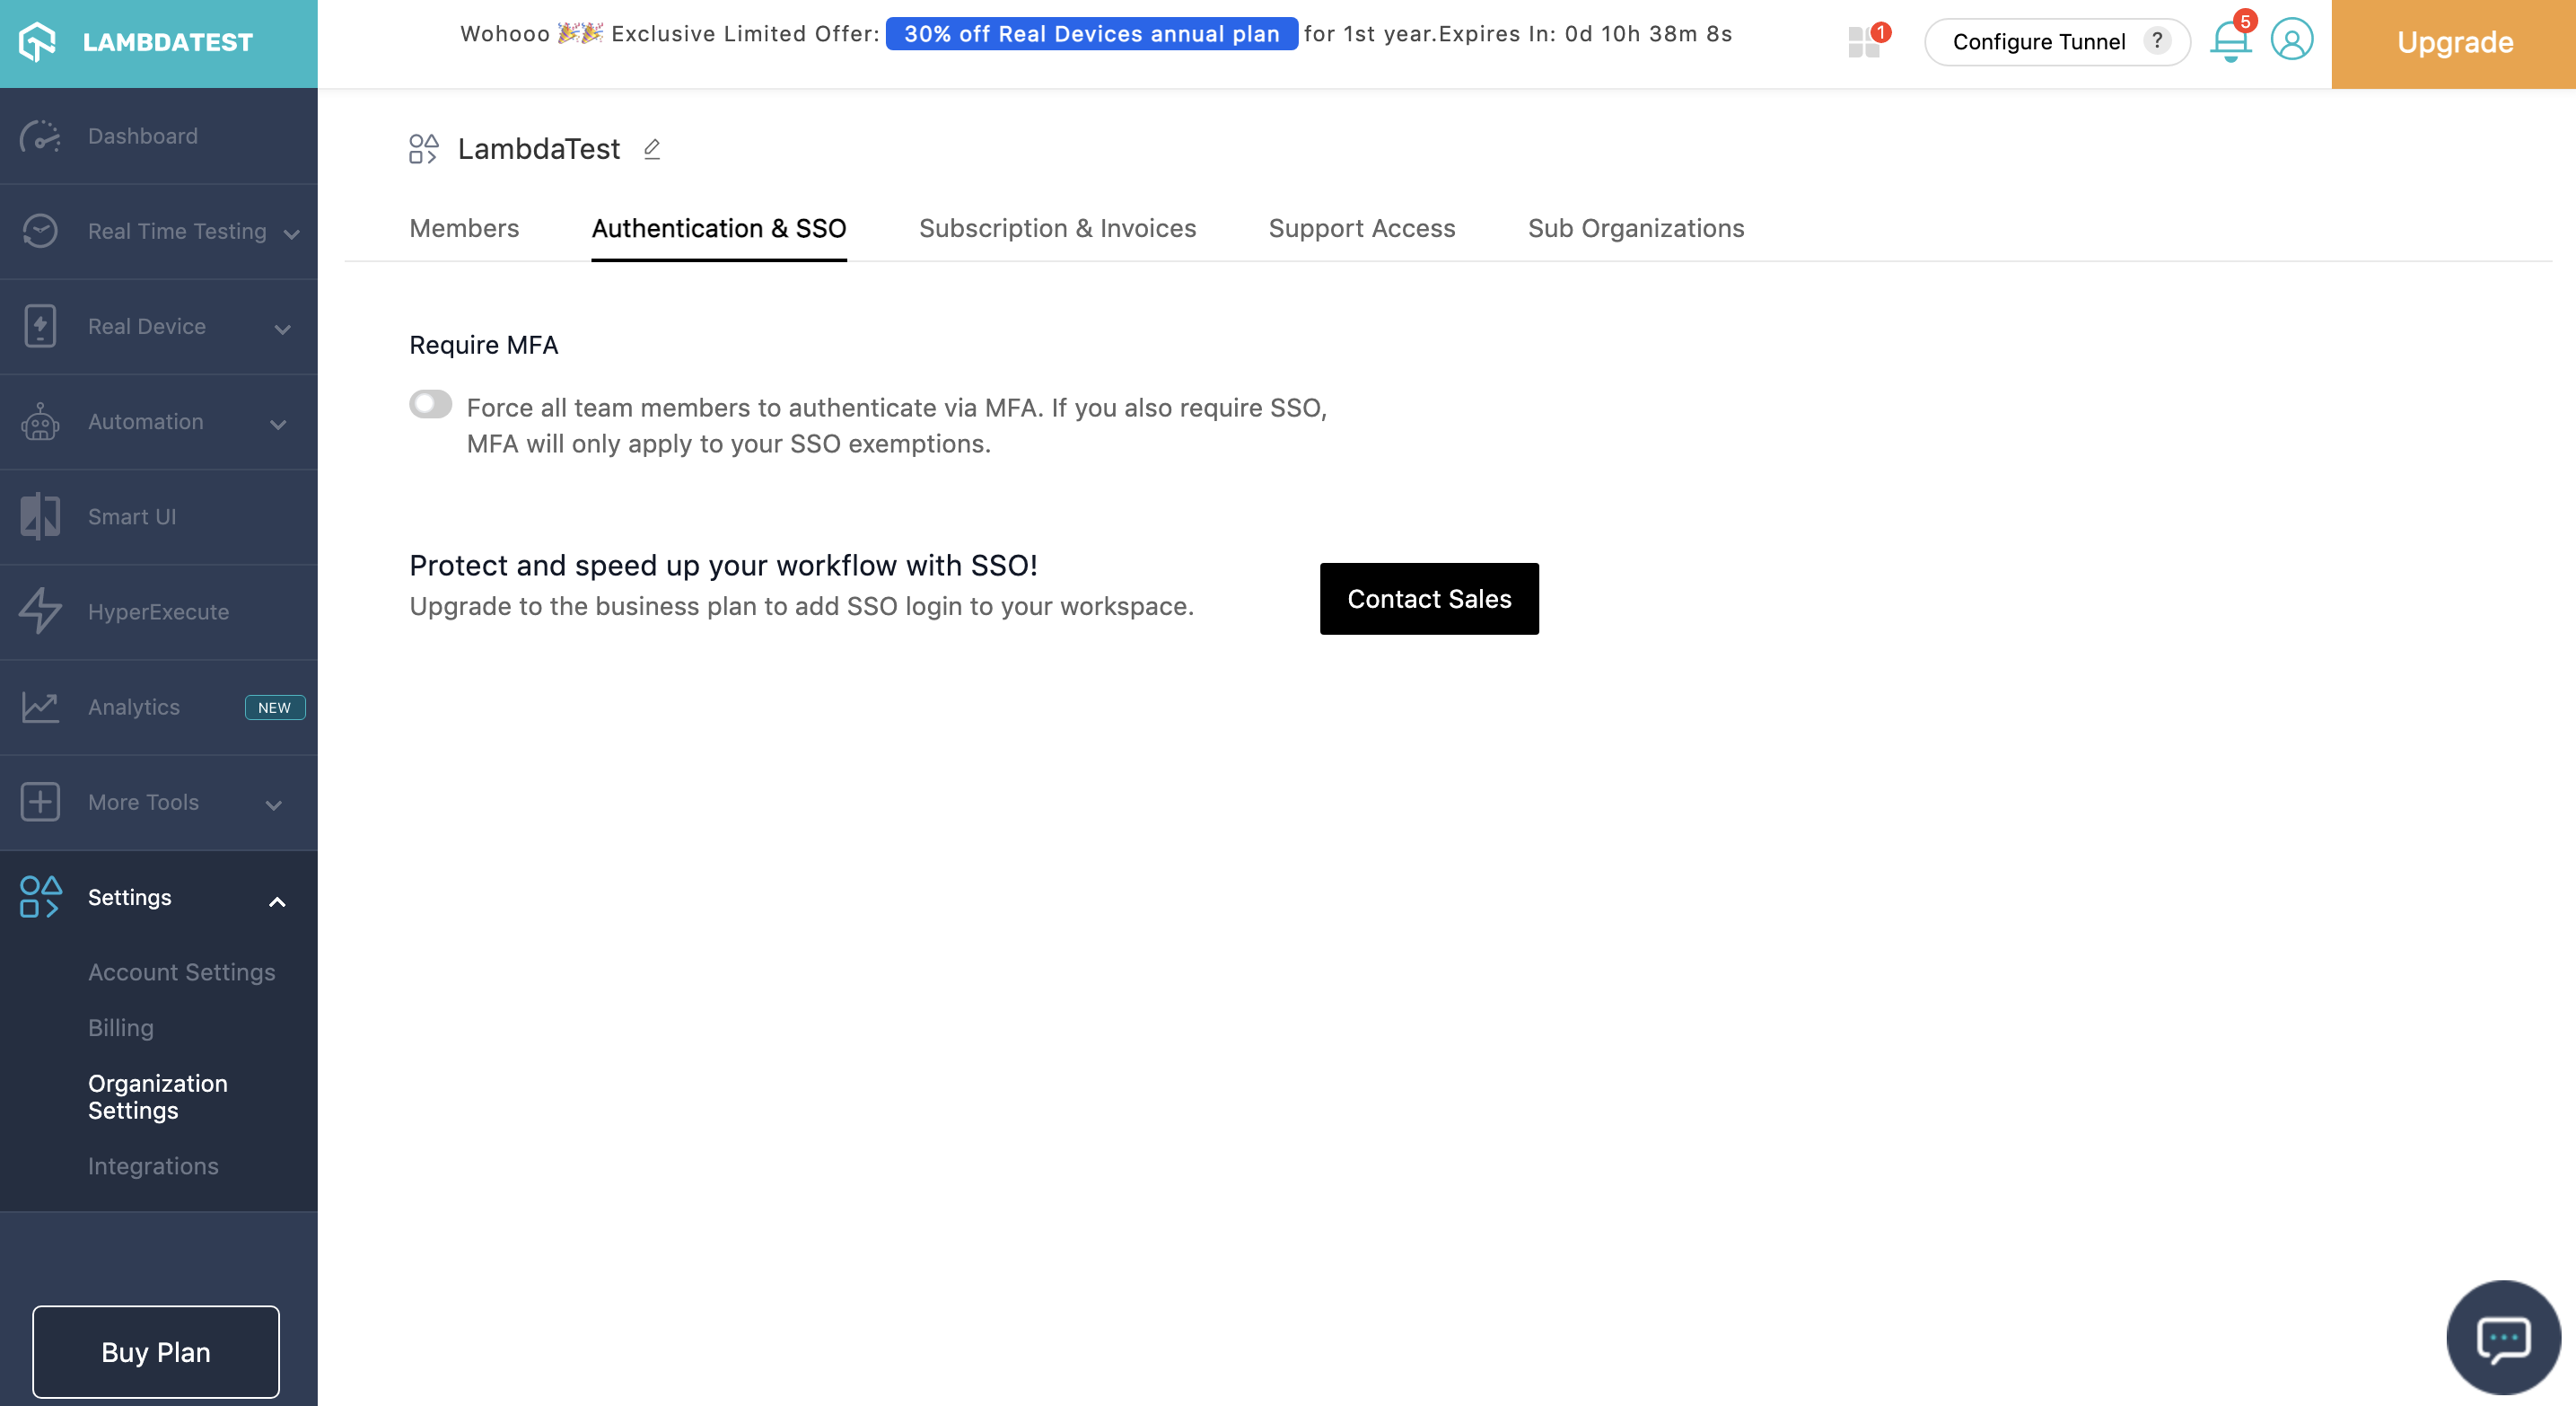 LAMBDATEST
Wohooo 🎉🎉 Exclusive Limited Offer: 30% off Real Devices annual plan for 1st year.Expires In: 0d 10h 38m 8s
1
Configure Tunnel ?
5
Upgrade
Dashboard
Real Time Testing
Real Device
Automation
Smart UI
HyperExecute
Analytics NEW
More Tools
Settings
Account Settings
Billing
Organization
Settings
Integrations
Buy Plan
LambdaTest
Members Authentication & SSO Subscription & Invoices Support Access Sub Organizations
Require MFA
Force all team members to authenticate via MFA. If you also require SSO,
MFA will only apply to your SSO exemptions.
Protect and speed up your workflow with SSO!
Upgrade to the business plan to add SSO login to your workspace.
Contact Sales